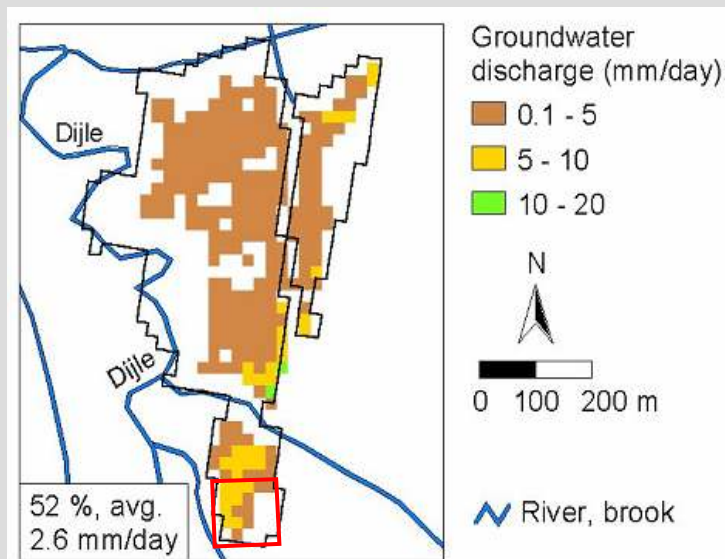 Groundwater
discharge (mm/day)
0.1 - 5
5 - 10
10 - 20
N
0 100 200 m
River, brook
Dijle
Dijle
52 %, avg.
2.6 mm/day